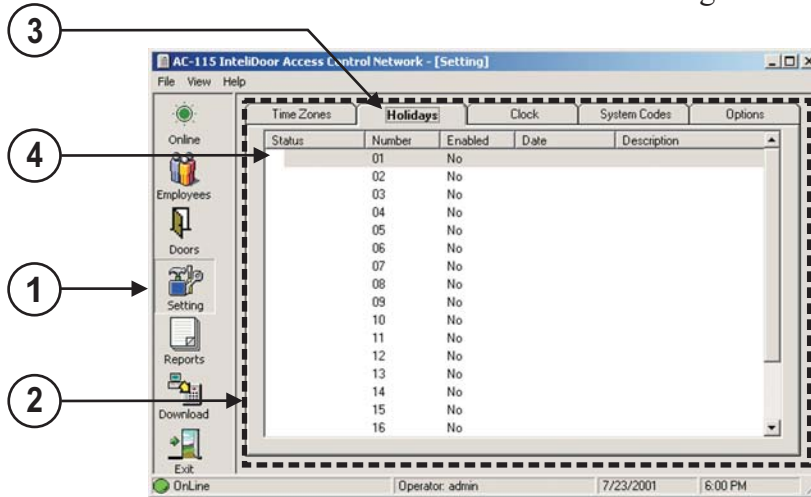 3
AC-115 InteliDoor Access Control Network - [Setting]
File View Help
Time Zones Holidays Clock System Codes Options
Online
4
Status Number Enabled Date Description
01 No
02 No
Employees
03 No
04 No
05 No
Doors
06 No
07 No
1
08 No
Setting
09 No
10 No
11 No
Reports
12 No
13 No
2
14 No
Download
15 No
16 No
Exit
OnLine Operator: admin 7/23/2001 6:00 PM